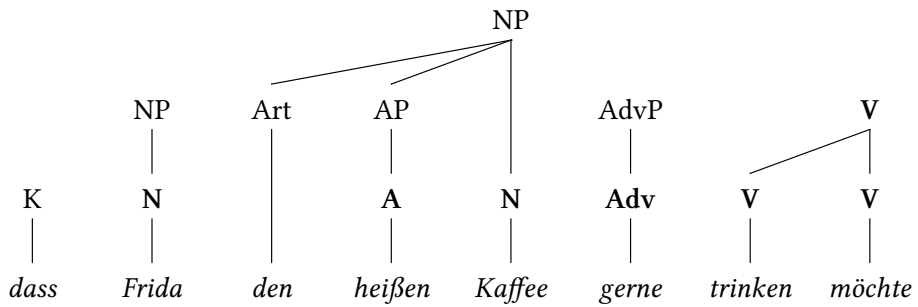 NP
NP Art AP AdvP V
K N A N Adv V V
dass Frida den heißen Kaffee gerne trinken möchte